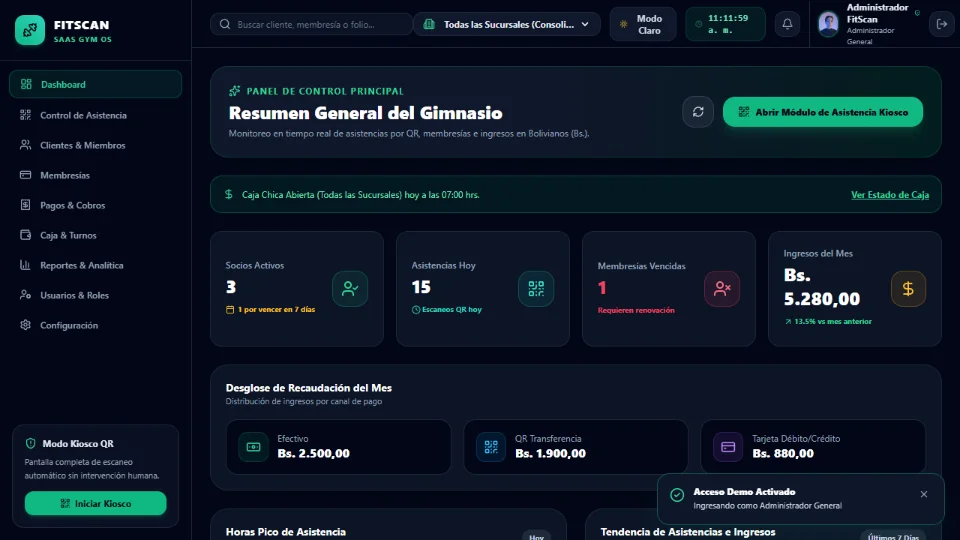 FITSCAN
SAAS GYM OS
Dashboard
Control de Asistencia
Clientes & Miembros
Membresías
Pagos & Cobros
Caja & Turnos
Reportes & Analítica
Usuarios & Roles
Configuración
Modo Kiosco QR
Pantalla completa de escaneo
automático sin intervención humana.
Iniciar Kiosco
Buscar cliente, membresía o folio...
Todas las Sucursales (Consoli...
Modo
Claro
11:11:59
a. m.
Administrador
FitScan
Administrador
General
PANEL DE CONTROL PRINCIPAL
Resumen General del Gimnasio
Monitoreo en tiempo real de asistencias por QR, membresías e ingresos en Bolivianos (Bs.).
Abrir Módulo de Asistencia Kiosco
Caja Chica Abierta (Todas las Sucursales) hoy a las 07:00 hrs.
Ver Estado de Caja
Socios Activos
3
1 por vencer en 7 días
Asistencias Hoy
15
Escaneos QR hoy
Membresías Vencidas
1
Requieren renovación
Ingresos del Mes
Bs.
5.280,00
13.5% vs mes anterior
Desglose de Recaudación del Mes
Distribución de ingresos por canal de pago
Efectivo
Bs. 2.500,00
QR Transferencia
Bs. 1.900,00
Tarjeta Débito/Crédito
Bs. 880,00
Acceso Demo Activado
Ingresando como Administrador General
Horas Pico de Asistencia
Hoy
Tendencia de Asistencias e Ingresos
Últimos 7 Días